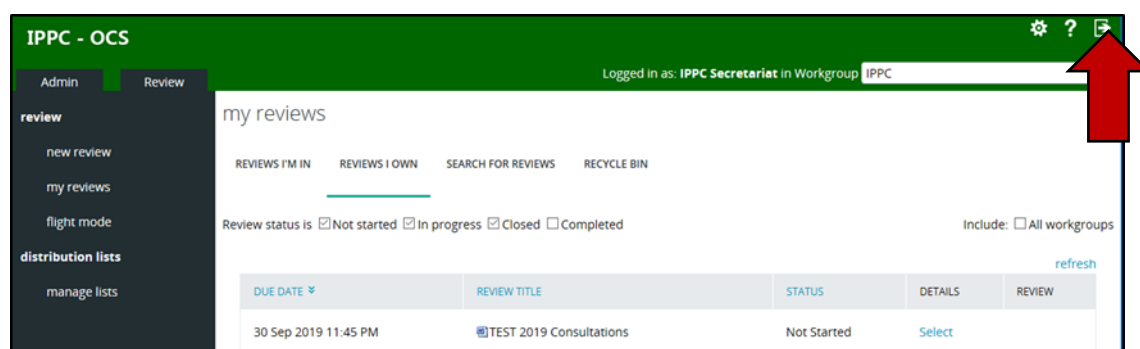 IPPC - OCS
?
Admin Review
Logged in as: IPPC Secretariat in Workgroup IPPC
review
new review
my reviews
flight mode
distribution lists
manage lists
my reviews
REVIEWS I'M IN REVIEWS I OWN SEARCH FOR REVIEWS RECYCLE BIN
Review status is Not started In progress Closed Completed Include: All workgroups
refresh
DUE DATE REVIEW TITLE STATUS DETAILS REVIEW
30 Sep 2019 11:45 PM TEST 2019 Consultations Not Started Select